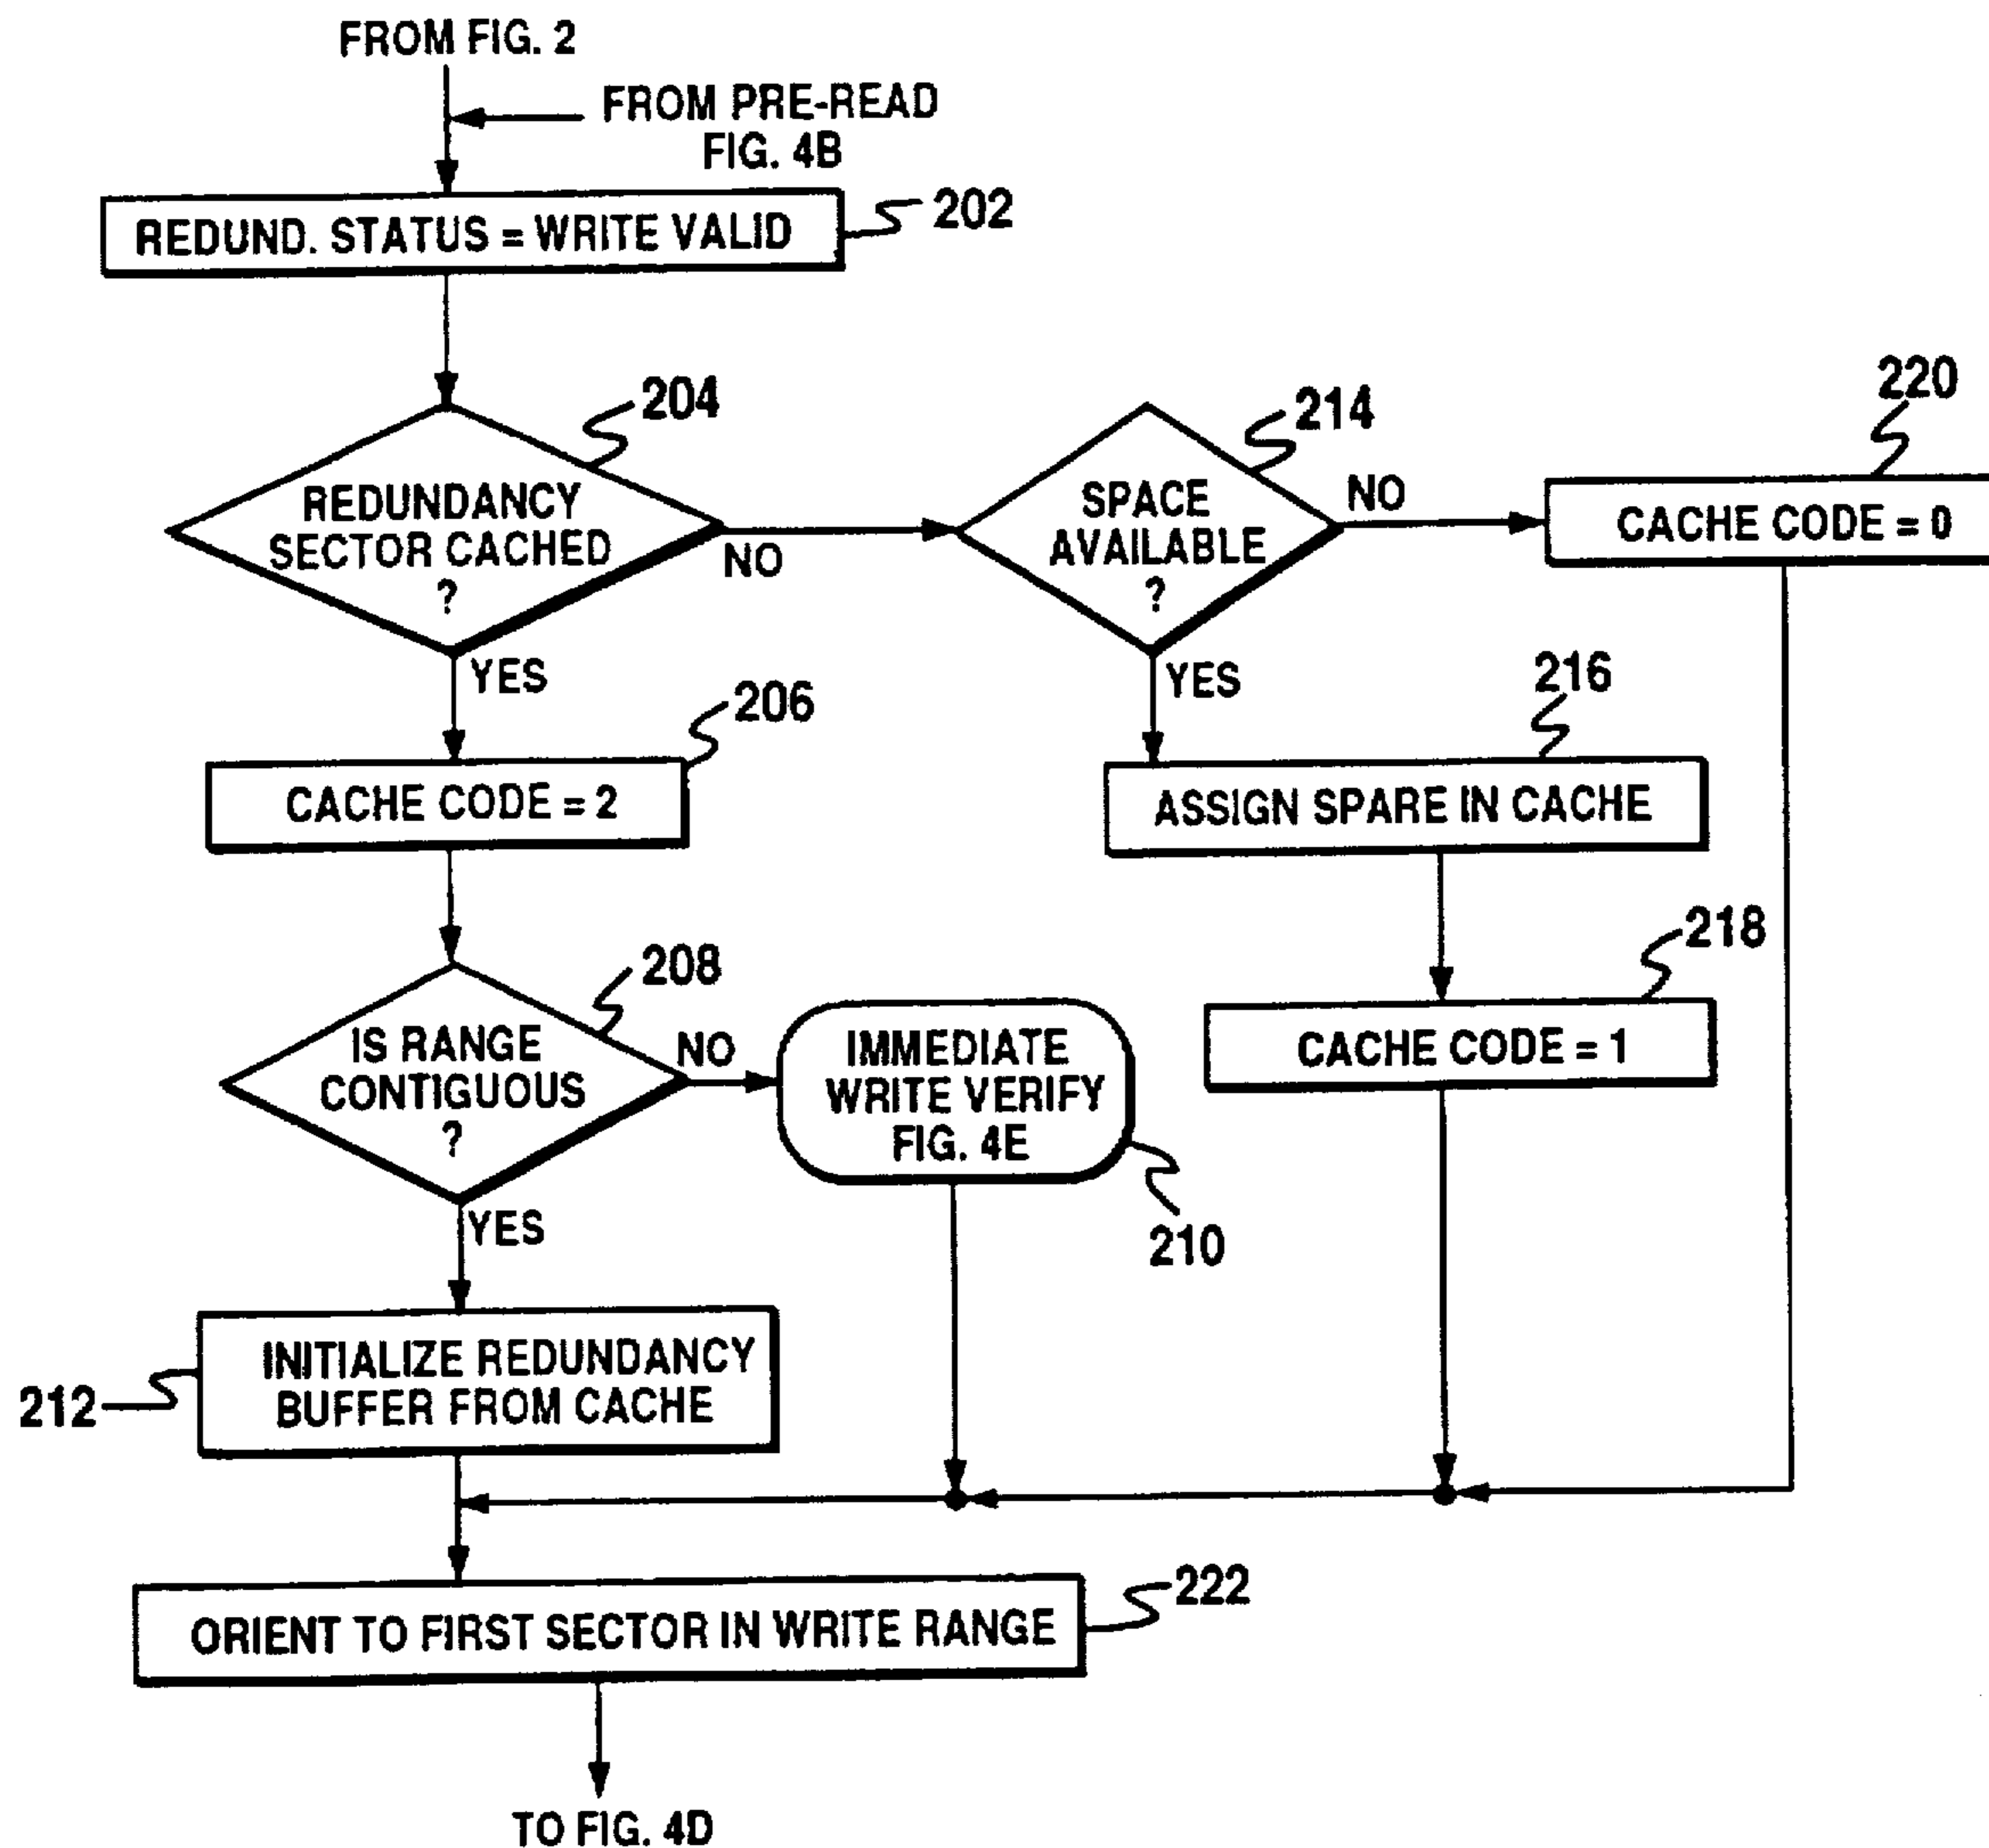 FROM FIG. 2
FROM PRE-READ
FIG. 4B
REDUND. STATUS = WRITE VALID
202
204
REDUNDANCY
SECTOR CACHED
?
NO
YES
214
SPACE
AVAILABLE
?
NO
YES
220
CACHE CODE = 0
206
CACHE CODE = 2
216
ASSIGN SPARE IN CACHE
218
CACHE CODE = 1
208
IS RANGE
CONTIGUOUS
?
NO
YES
IMMEDIATE
WRITE VERIFY
FIG. 4E
210
212
INITIALIZE REDUNDANCY
BUFFER FROM CACHE
222
ORIENT TO FIRST SECTOR IN WRITE RANGE
TO FIG. 4D